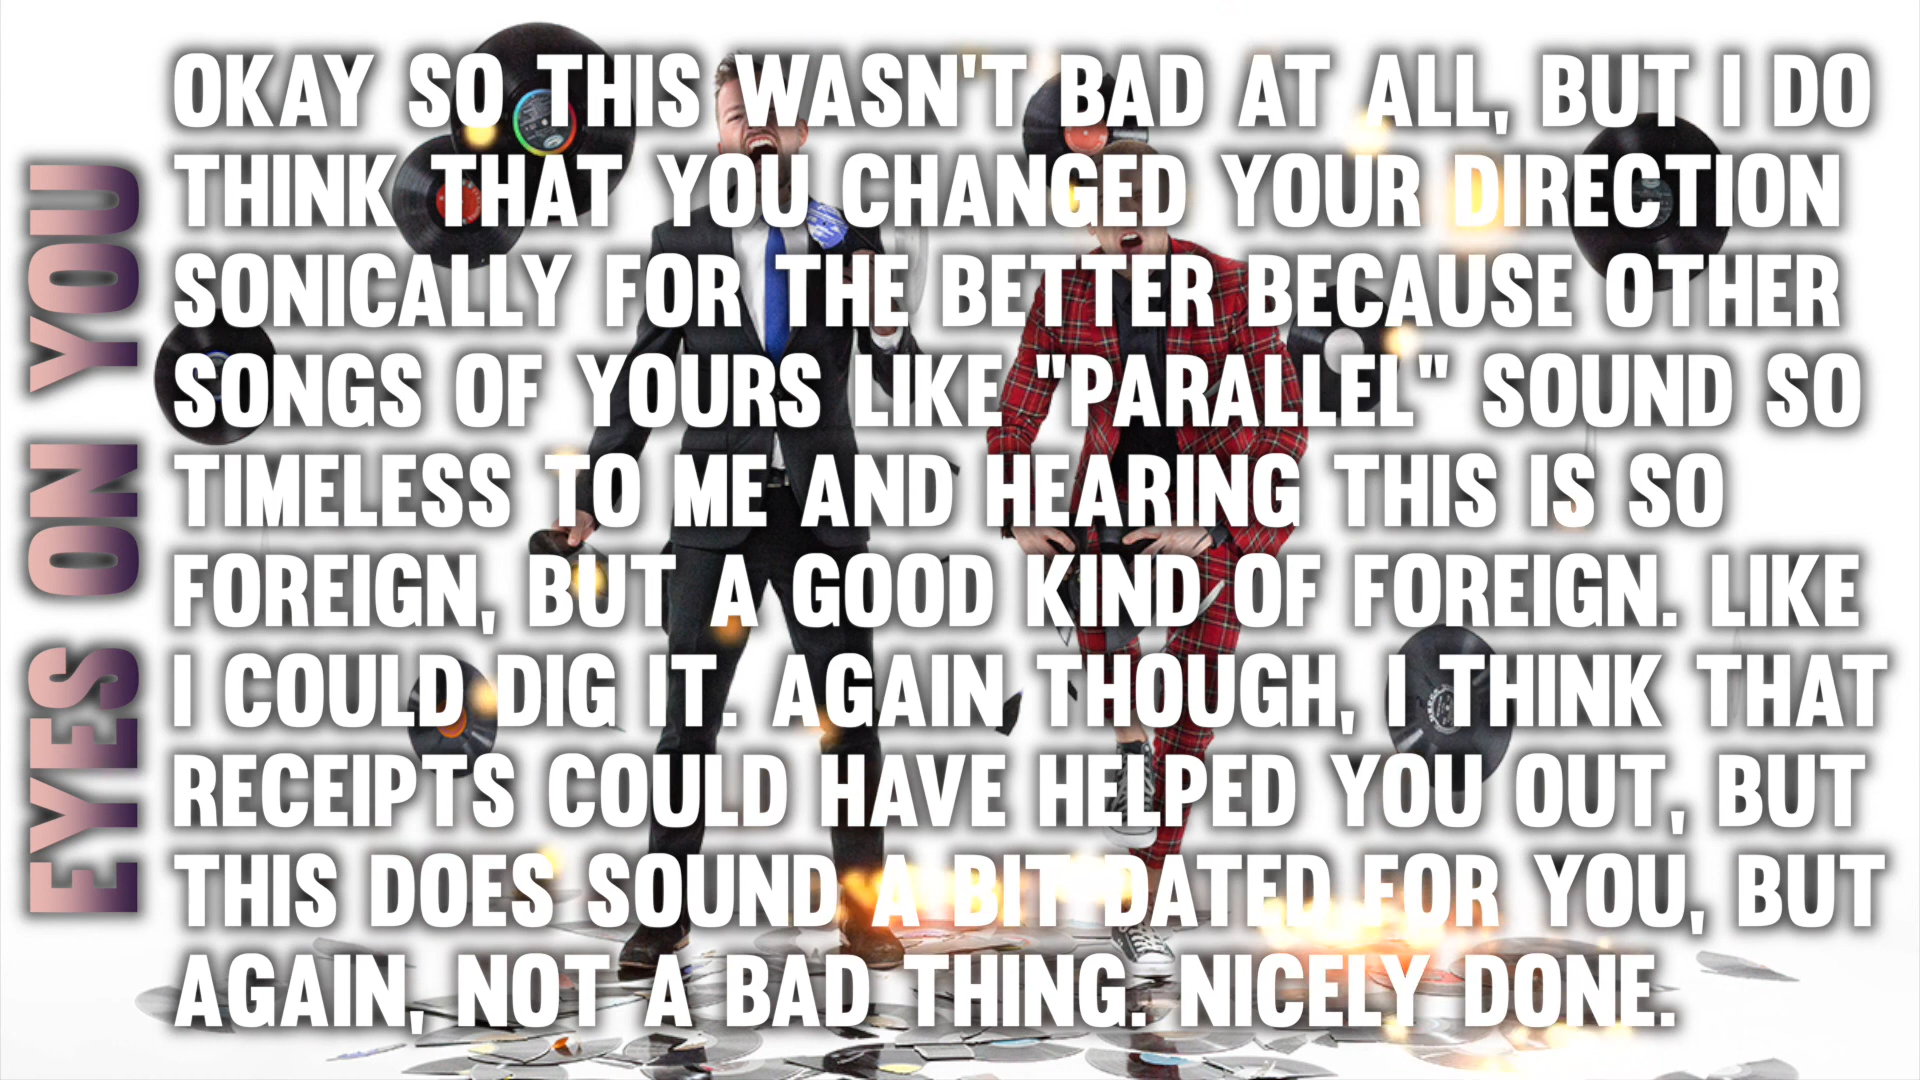 EYES ON YOU
OKAY SO THIS WASN'T BAD AT ALL, BUT I DO
THINK THAT YOU CHANGED YOUR DIRECTION
SONICALLY FOR THE BETTER BECAUSE OTHER
SONGS OF YOURS LIKE "PARALLEL" SOUND SO
TIMELESS TO ME AND HEARING THIS IS SO
FOREIGN, BUT A GOOD KIND OF FOREIGN. LIKE
I COULD DIG IT. AGAIN THOUGH, I THINK THAT
RECEIPTS COULD HAVE HELPED YOU OUT, BUT
THIS DOES SOUND A BIT DATED FOR YOU, BUT
AGAIN, NOT A BAD THING. NICELY DONE.